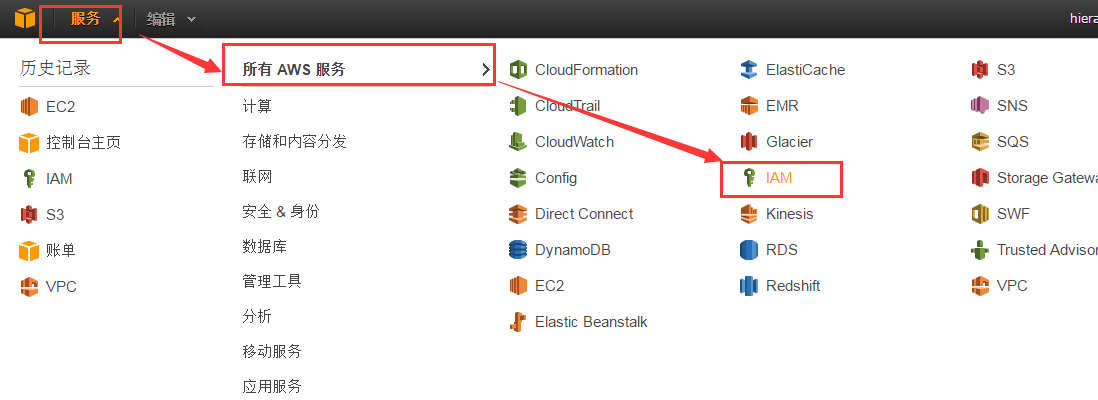 服务 编辑 hiera
历史记录
EC2
控制台主页
IAM
S3
账单
VPC
所有 AWS 服务
计算
存储和内容分发
联网
安全 & 身份
数据库
管理工具
分析
移动服务
应用服务
CloudFormation
CloudTrail
CloudWatch
Config
Direct Connect
DynamoDB
EC2
Elastic Beanstalk
ElastiCache
EMR
Glacier
IAM
Kinesis
RDS
Redshift
S3
SNS
SQS
Storage Gatewa
SWF
Trusted Advisor
VPC